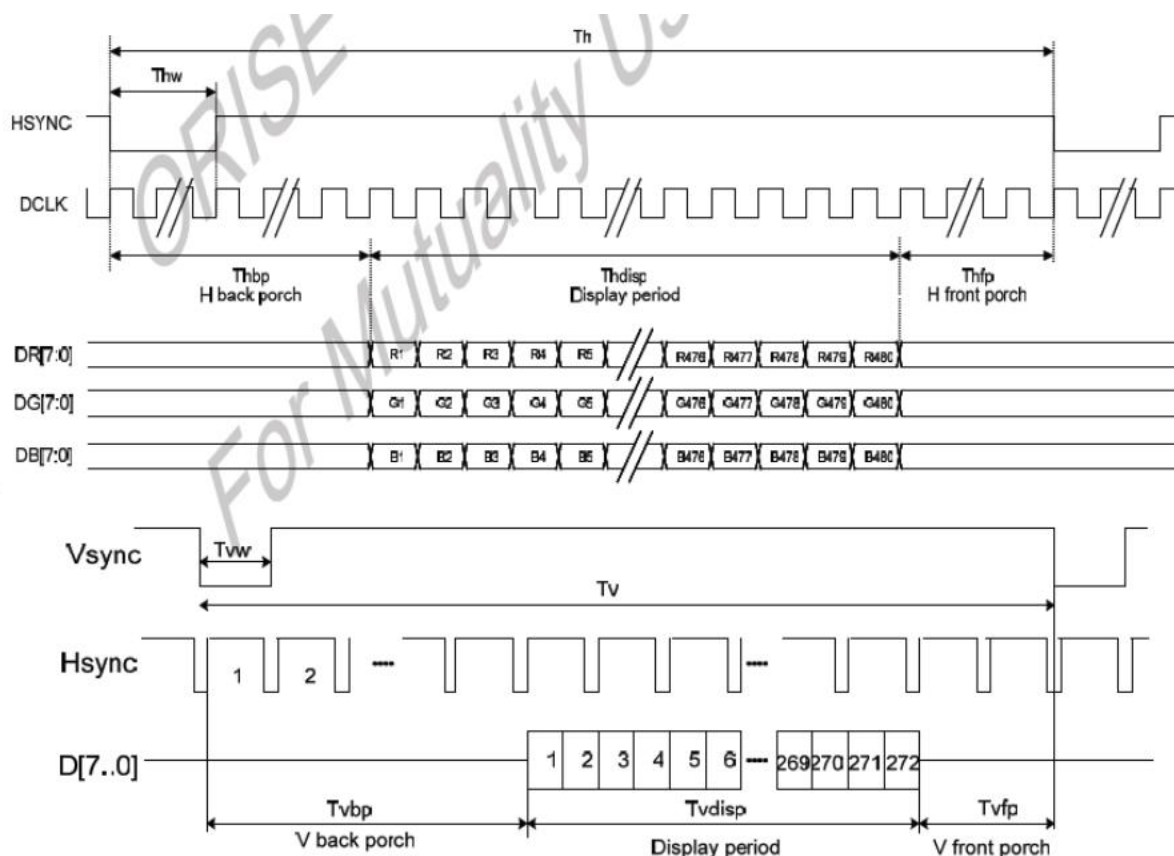 Th
Thw
HSYNC
DCLK
Thbp Thdisp Thfp
H back porch Display period H front porch
DR[7:0] R1 R2 R3 R4 R5 R476 R477 R478 R479 R480
DG[7:0] G1 G2 G3 G4 G5 G476 G477 G478 G479 G480
DB[7:0] B1 B2 B3 B4 B5 B476 B477 B478 B479 B480
ORISE
For Mutuality Us
Vsync Tvw
Tv
Hsync 1 2
D[7..0] 1 2 3 4 5 6 269 270 271 272
Tvbp Tvdisp Tvfp
V back porch Display period V front porch